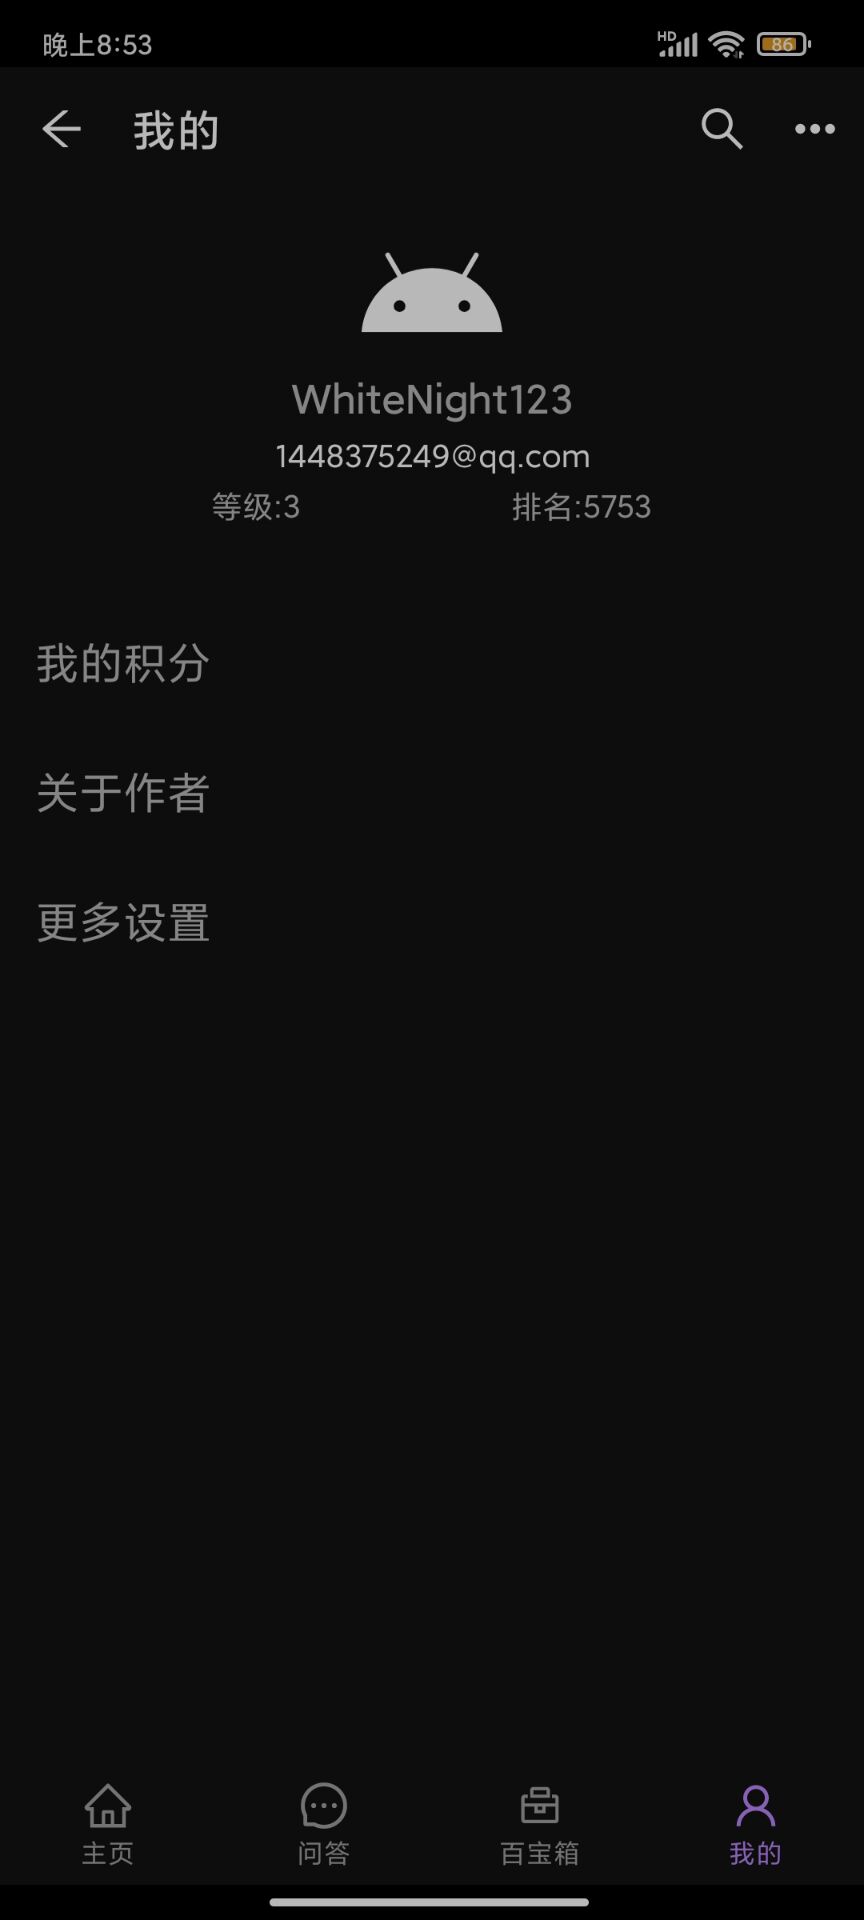 晚上8:53
HD
86
我的
WhiteNight123
1448375249@qq.com
等级:3 排名:5753
我的积分
关于作者
更多设置
主页 问答 百宝箱 我的